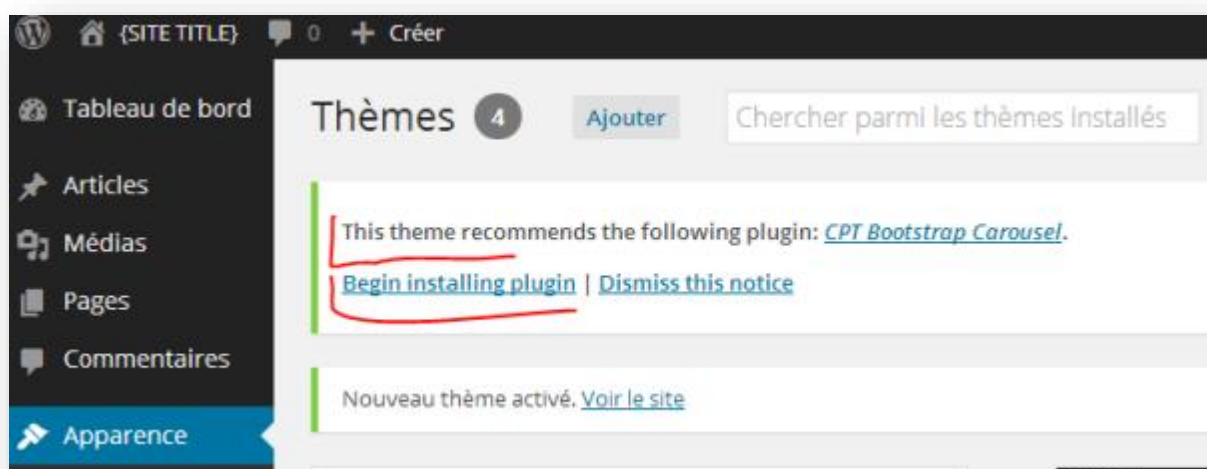 {SITE TITLE} 0 + Créer
Tableau de bord
Thèmes 4 Ajouter Chercher parmi les thèmes installés
Articles
This theme recommends the following plugin: CPT Bootstrap Carousel.
Médias
Begin installing plugin | Dismiss this notice
Pages
Commentaires
Nouveau thème activé. Voir le site
Apparence